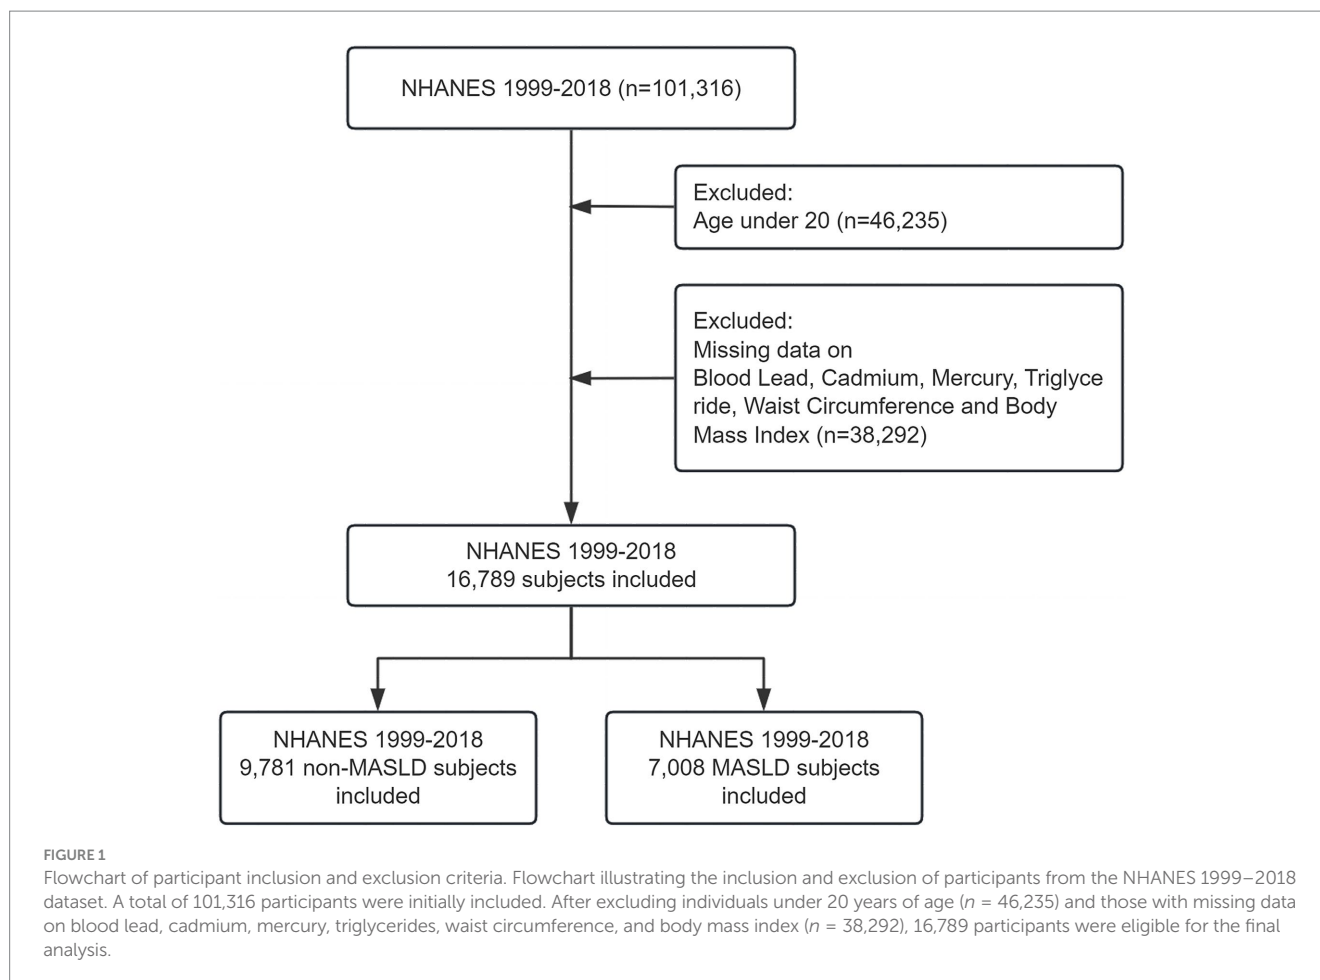 NHANES 1999-2018 (n=101,316)
Excluded:
Age under 20 (n=46,235)
Excluded:
Missing data on
Blood Lead, Cadmium, Mercury, Triglyce
ride, Waist Circumference and Body
Mass Index (n=38,292)
NHANES 1999-2018
16,789 subjects included
NHANES 1999-2018
9,781 non-MASLD subjects
included
NHANES 1999-2018
7,008 MASLD subjects
included
FIGURE 1
Flowchart of participant inclusion and exclusion criteria. Flowchart illustrating the inclusion and exclusion of participants from the NHANES 1999–2018
dataset. A total of 101,316 participants were initially included. After excluding individuals under 20 years of age (n = 46,235) and those with missing data
on blood lead, cadmium, mercury, triglycerides, waist circumference, and body mass index (n = 38,292), 16,789 participants were eligible for the final
analysis.